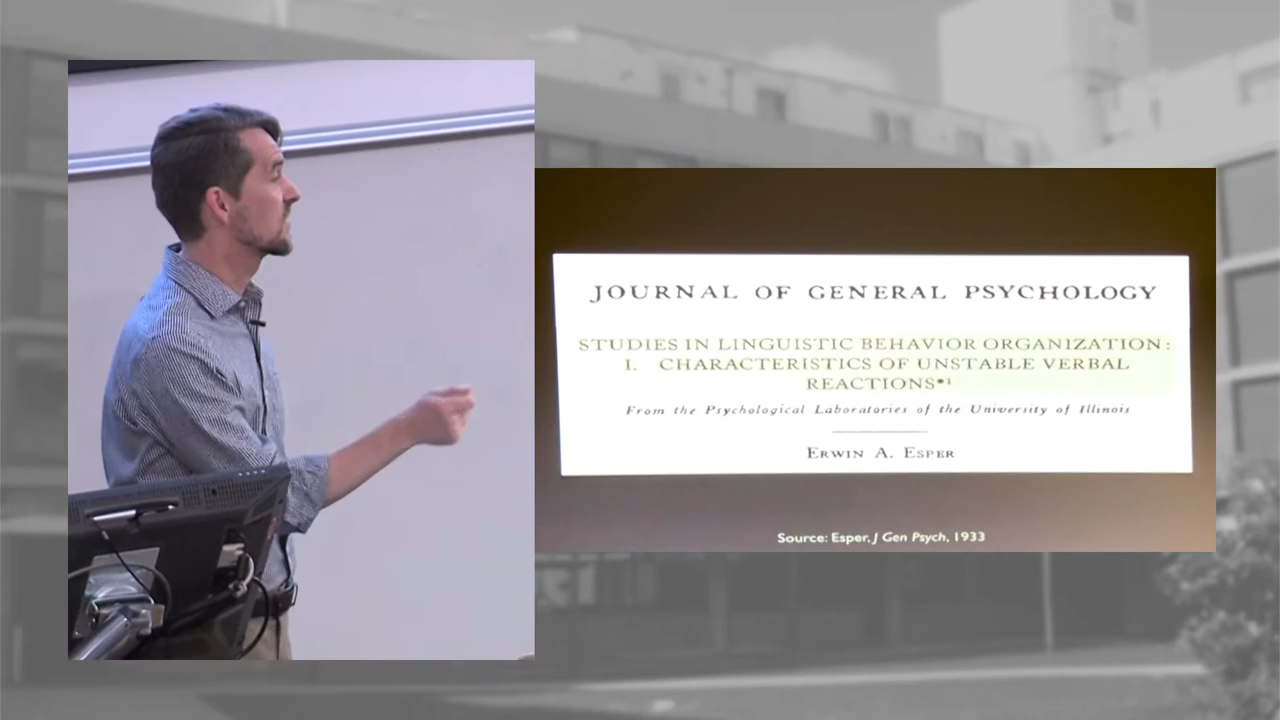 JOURNAL OF GENERAL PSYCHOLOGY
STUDIES IN LINGUISTIC BEHAVIOR ORGANIZATION:
I. CHARACTERISTICS OF UNSTABLE VERBAL
REACTIONS*¹
From the Psychological Laboratories of the University of Illinois
ERWIN A. ESPER
Source: Esper, J Gen Psych, 1933